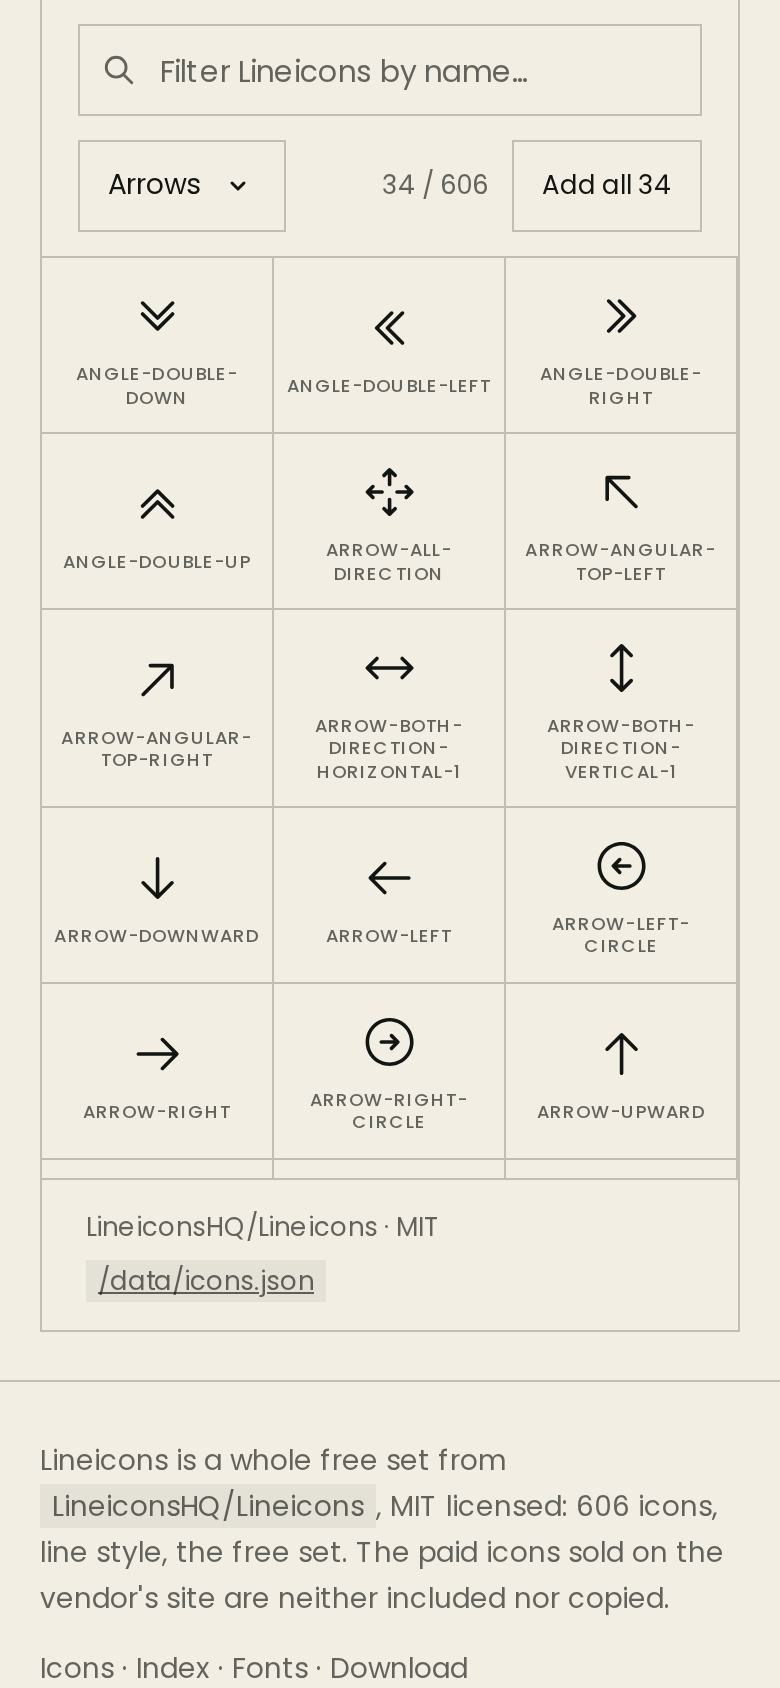 Filter Lineicons by name…
Arrows
34 / 606
Add all 34
ANGLE-DOUBLE-
DOWN
ANGLE-DOUBLE-LEFT
ANGLE-DOUBLE-
RIGHT
ANGLE-DOUBLE-UP
ARROW-ALL-
DIRECTION
ARROW-ANGULAR-
TOP-LEFT
ARROW-ANGULAR-
TOP-RIGHT
ARROW-BOTH-
DIRECTION-
HORIZONTAL-1
ARROW-BOTH-
DIRECTION-
VERTICAL-1
ARROW-DOWNWARD
ARROW-LEFT
ARROW-LEFT-
CIRCLE
ARROW-RIGHT
ARROW-RIGHT-
CIRCLE
ARROW-UPWARD
LineiconsHQ/Lineicons · MIT
/data/icons.json
Lineicons is a whole free set from
LineiconsHQ/Lineicons , MIT licensed: 606 icons,
line style, the free set. The paid icons sold on the
vendor's site are neither included nor copied.
Icons · Index · Fonts · Download